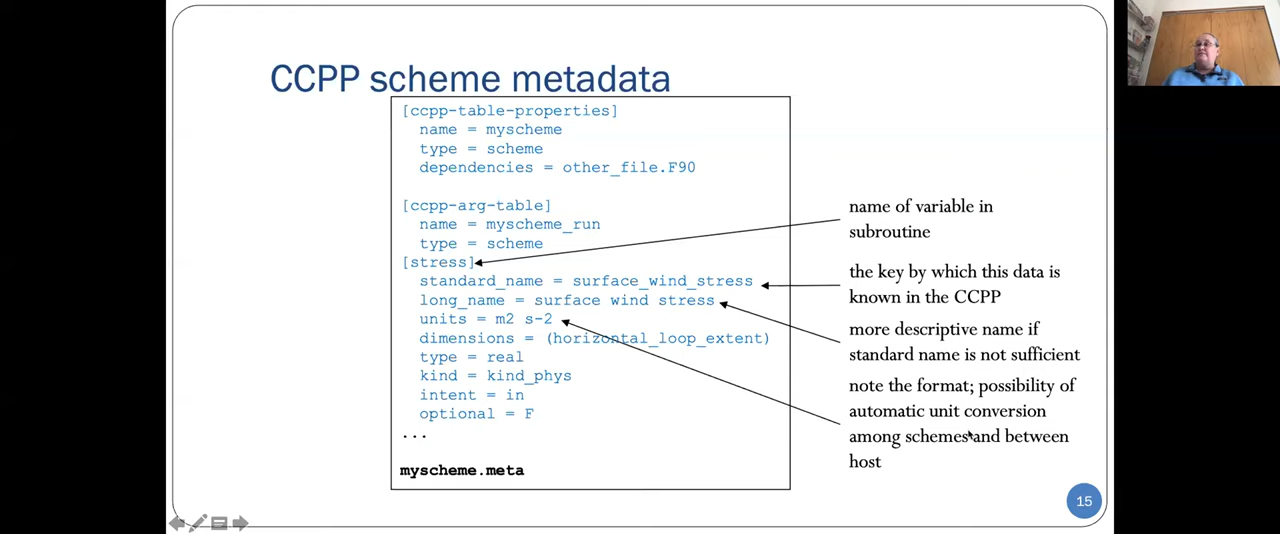 CCPP scheme metadata
[ccpp-table-properties]
name = myscheme
type = scheme
dependencies = other_file.F90
[ccpp-arg-table]
name = myscheme_run
type = scheme
[stress]
standard_name = surface_wind_stress
long_name = surface wind stress
units = m2 s-2
dimensions = (horizontal_loop_extent)
type = real
kind = kind_phys
intent = in
optional = F
...
myscheme.meta
name of variable in
subroutine
the key by which this data is
known in the CCPP
more descriptive name if
standard name is not sufficient
note the format; possibility of
automatic unit conversion
among schemes and between
host
15